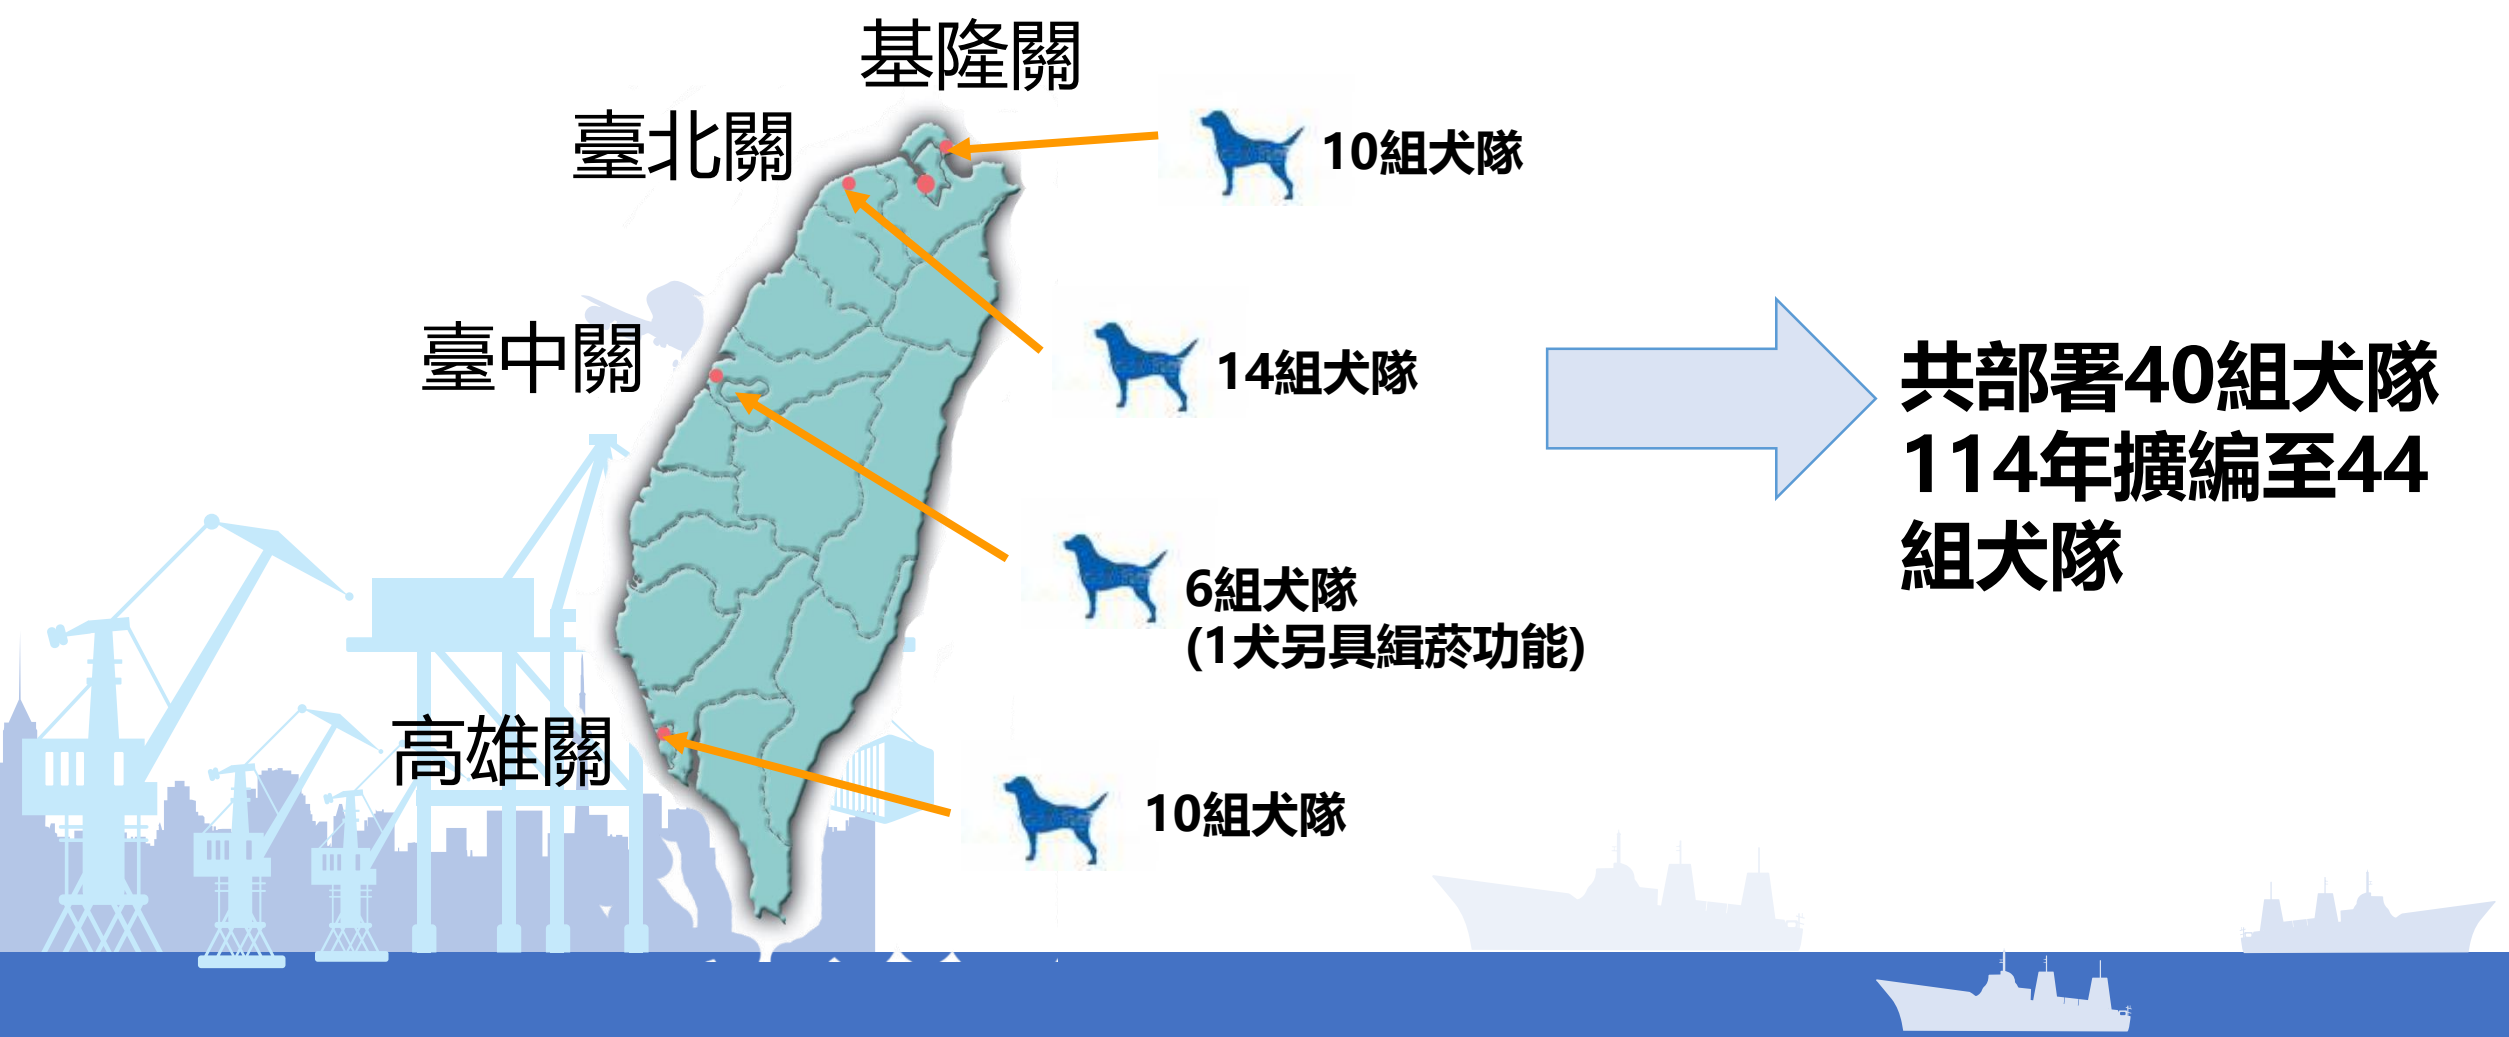 基隆關
臺北關
10組犬隊
臺中關
14組犬隊
6組犬隊
(1犬另具緝菸功能)
高雄關
10組犬隊
共部署40組犬隊
114年擴編至44
組犬隊